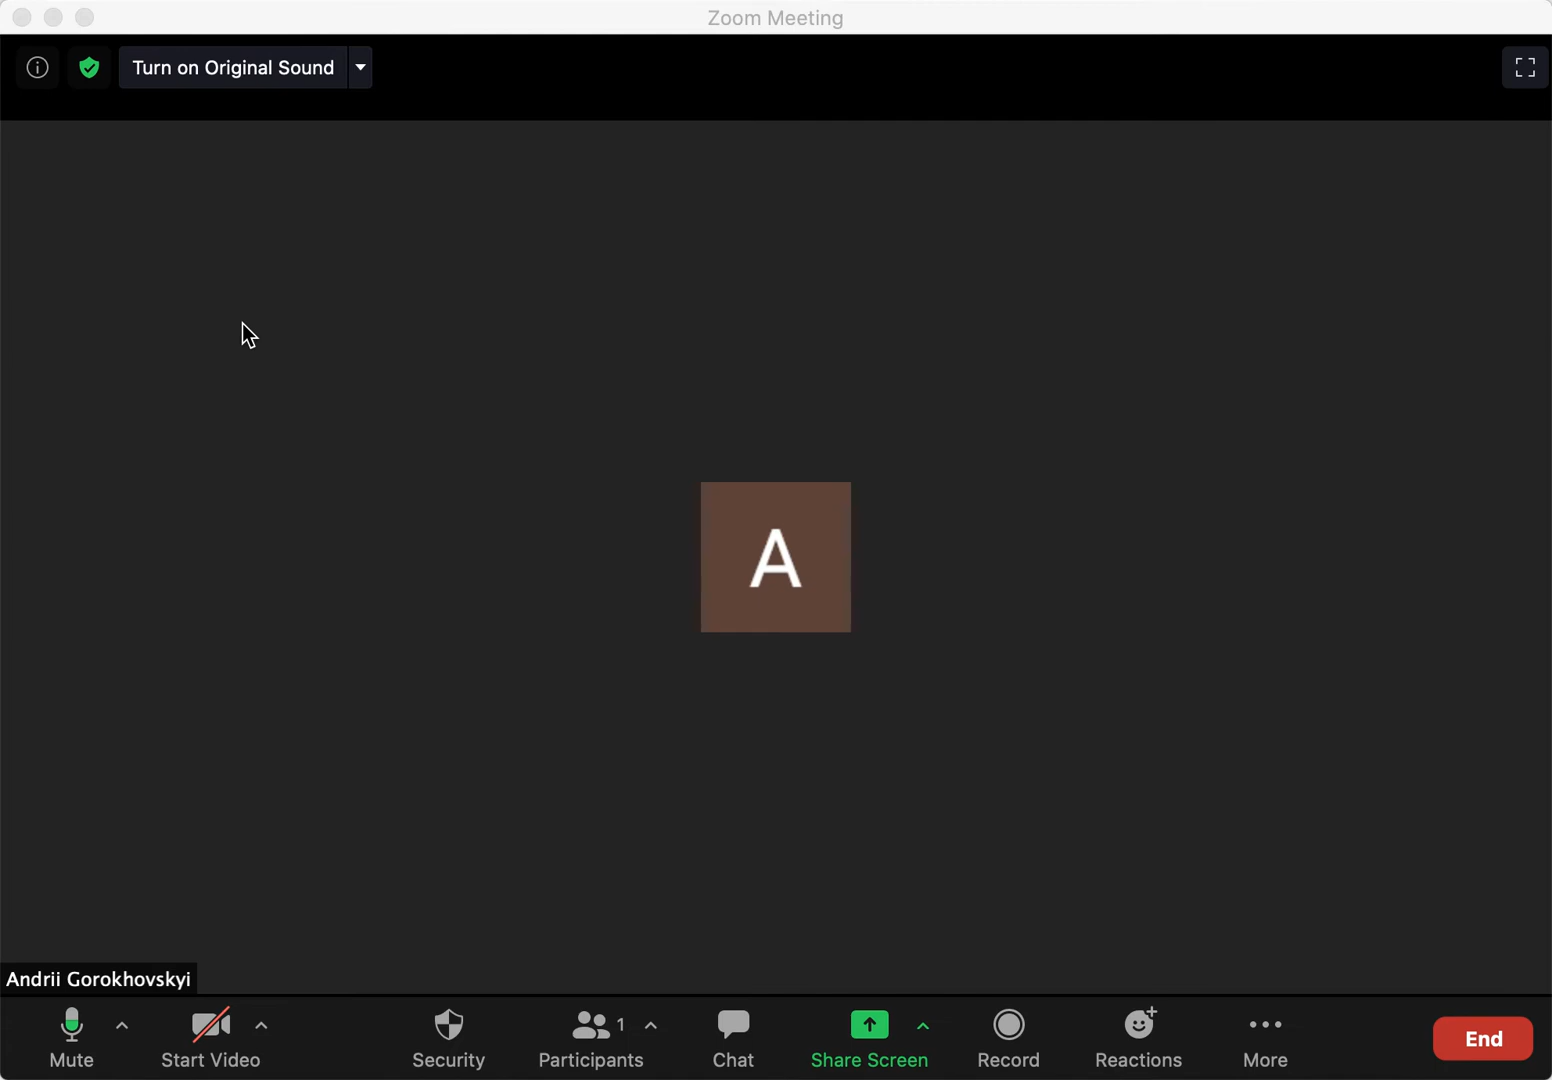 Zoom Meeting
Turn on Original Sound
A
Andrii Gorokhovskyi
1
Mute
Start Video
Security
Participants
Chat
Share Screen
Record
Reactions
More
End